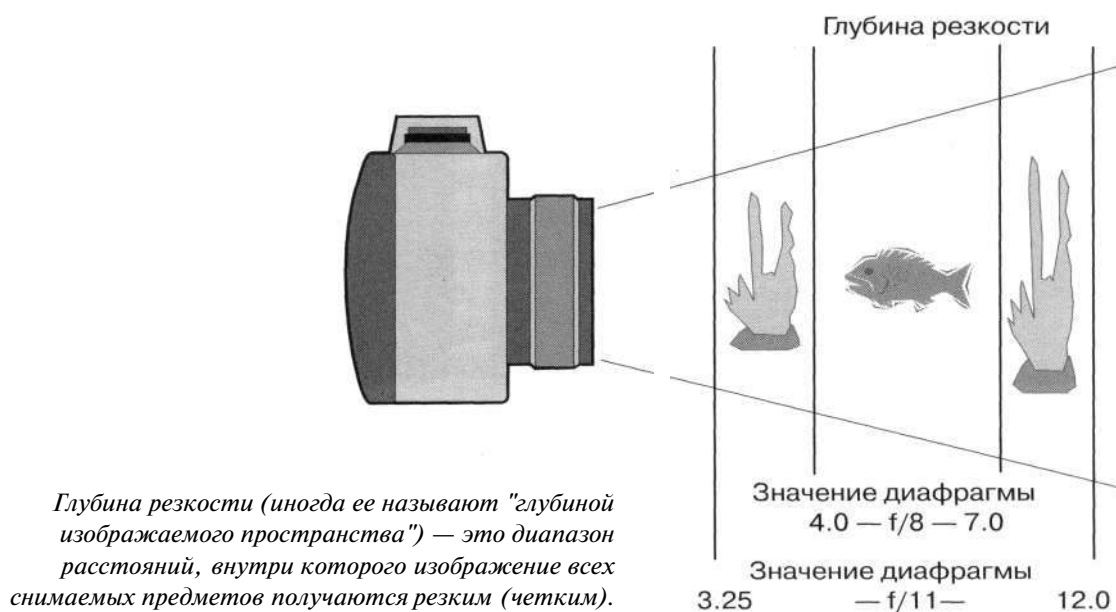 Глубина резкости
Глубина резкости (иногда ее называют "глубиной
изображаемого пространства") — это диапазон
расстояний, внутри которого изображение всех
снимаемых предметов получаются резким (четким).
Значение диафрагмы
4.0 — f/8 — 7.0
Значение диафрагмы
3.25 — f/11— 12.0